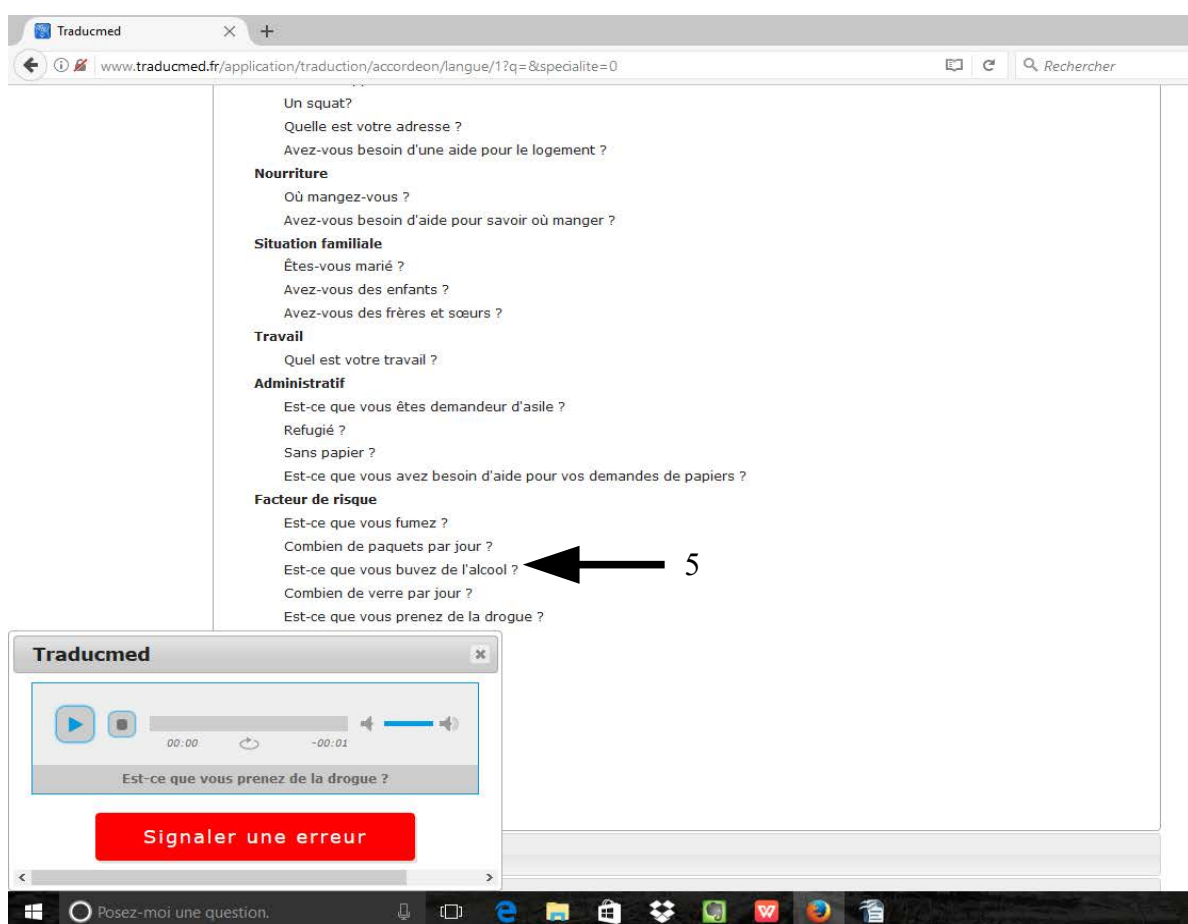 Traducmed
www.traducmed.fr/application/traduction/accordeon/langue/1?q=&specialite=0
Rechercher
Un squat?
Quelle est votre adresse ?
Avez-vous besoin d'une aide pour le logement ?
Nourriture
Où mangez-vous ?
Avez-vous besoin d'aide pour savoir où manger ?
Situation familiale
Êtes-vous marié ?
Avez-vous des enfants ?
Avez-vous des frères et sœurs ?
Travail
Quel est votre travail ?
Administratif
Est-ce que vous êtes demandeur d'asile ?
Refugié ?
Sans papier ?
Est-ce que vous avez besoin d'aide pour vos demandes de papiers ?
Facteur de risque
Est-ce que vous fumez ?
Combien de paquets par jour ?
Est-ce que vous buvez de l'alcool ?
5
Combien de verre par jour ?
Est-ce que vous prenez de la drogue ?
Traducmed
00:00
-00:01
Est-ce que vous prenez de la drogue ?
Signaler une erreur
Posez-moi une question.